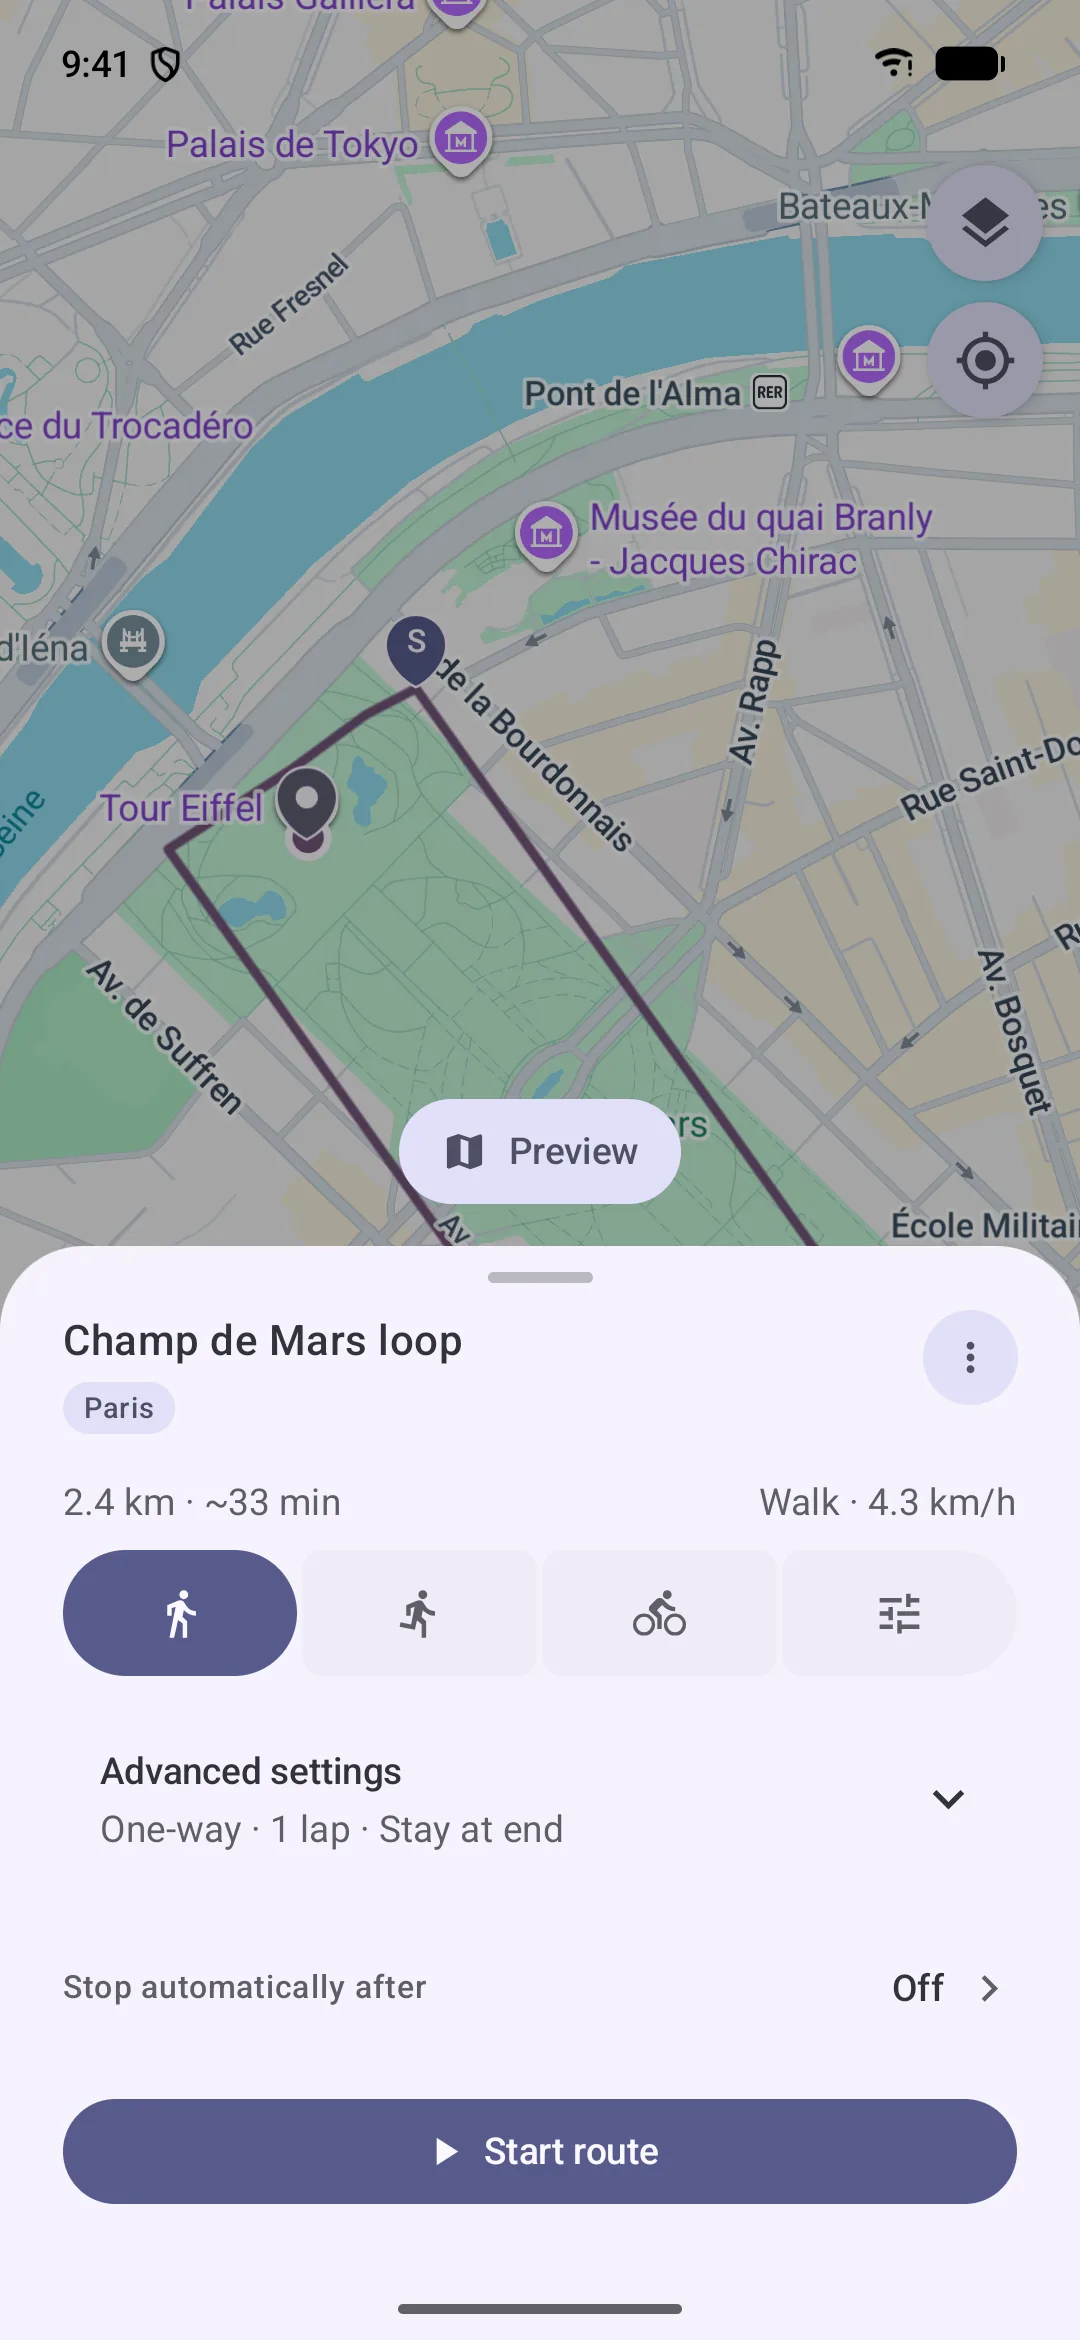 Palais Galliera
9:41
Palais de Tokyo
Rue Fresnel
Pont de l'Alma RER
ce du Trocadéro
Musée du quai Branly
- Jacques Chirac
d'Iéna
S
de la Bourdonnais
Av. Rapp
Rue Saint-Do
Tour Eiffel
eine
Av. de Suffren
Av. Bosquet
Preview
rs
École Militai
Av
Champ de Mars loop
Paris
2.4 km · ~33 min
Walk · 4.3 km/h
Advanced settings
One-way · 1 lap · Stay at end
Stop automatically after
Off
Start route